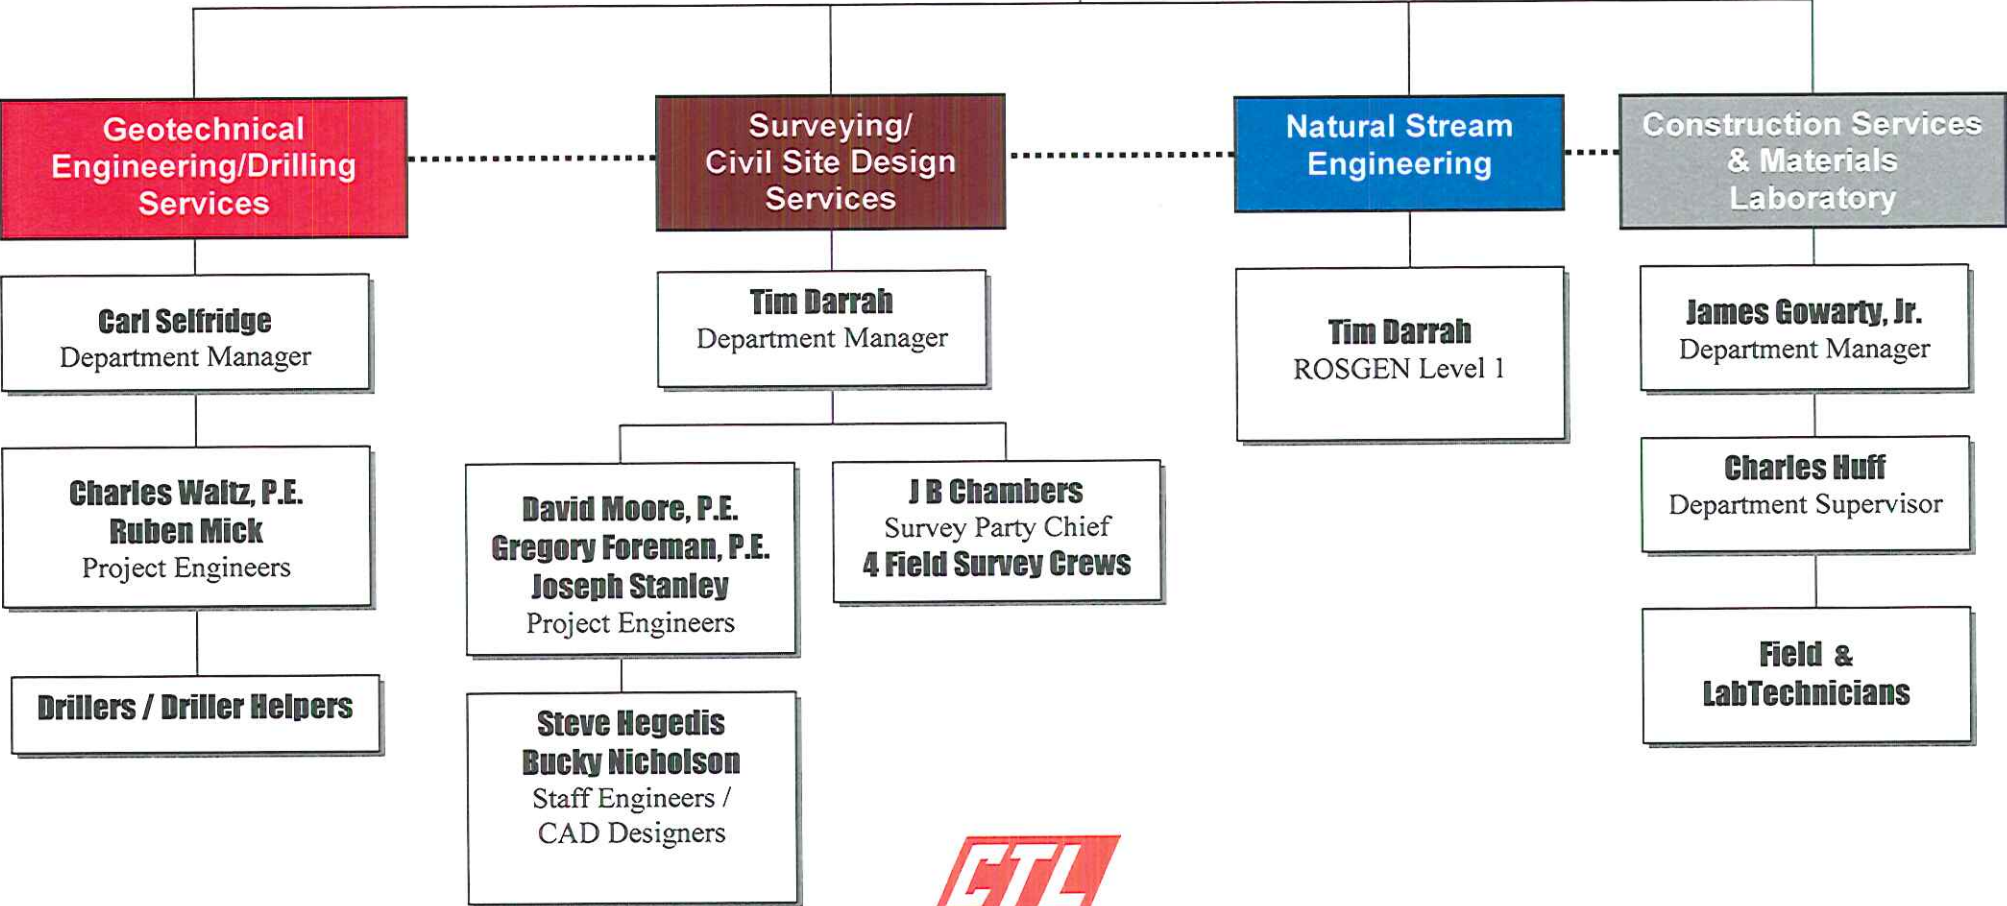 Geotechnical
Engineering/Drilling
Services
Surveying/
Civil Site Design
Services
Natural Stream
Engineering
Construction Services
& Materials
Laboratory
Carl Selfridge
Department Manager
Charles Waltz, P.E.
Ruben Mick
Project Engineers
Drillers / Driller Helpers
Tim Darrah
Department Manager
David Moore, P.E.
Gregory Foreman, P.E.
Joseph Stanley
Project Engineers
Steve Hegedis
Bucky Nicholson
Staff Engineers /
CAD Designers
J B Chambers
Survey Party Chief
4 Field Survey Crews
Tim Darrah
ROSGEN Level 1
James Gowarty, Jr.
Department Manager
Charles Huff
Department Supervisor
Field &
LabTechnicians
CTL